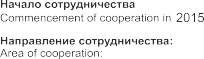 Начало сотрудничества
Commencement of cooperation in 2015
Направление сотрудничества:
Area of cooperation: